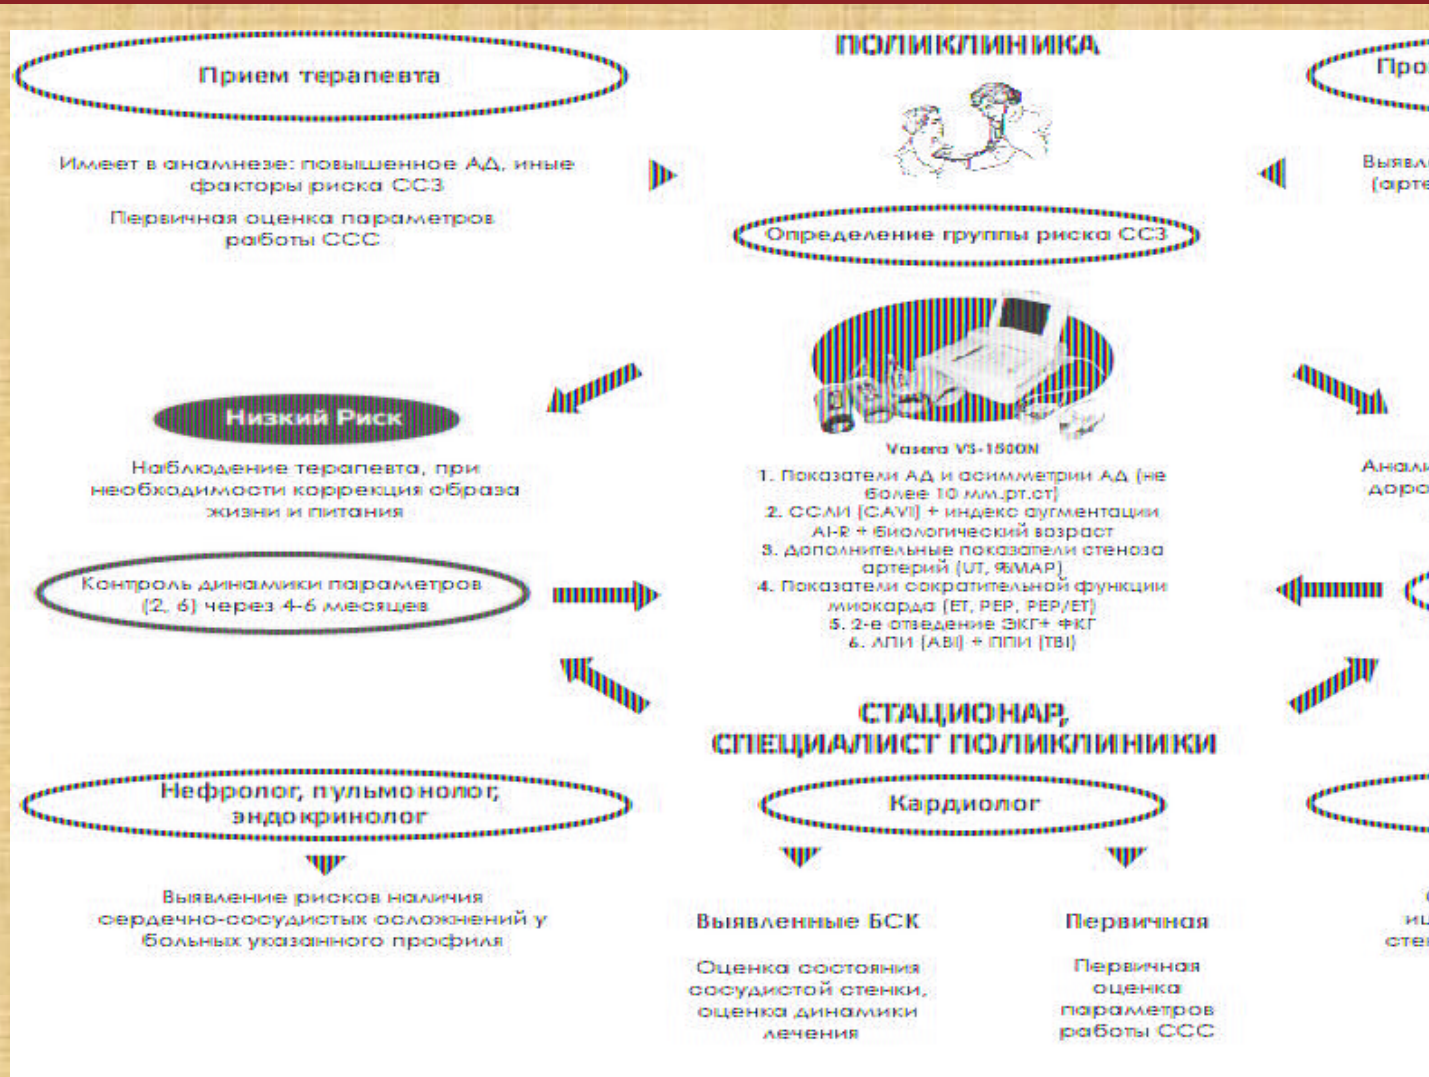 ПОЛИКЛИНИКА
Прием терапевта
Имеет в анамнезе: повышенное АД, иные
факторы риска ССЗ
Первичная оценка параметров
работы ССС
Определение группы риска ССЗ
Низкий Риск
Наблюдение терапевта, при
необходимости коррекция образа
жизни и питания
Контроль динамики параметров
(2, 6) через 4-6 месяцев
Vasera VS-1500N
1. Показатели АД и асимметрии АД (не
более 10 мм.рт.ст)
2. ССЛИ (CAVI) + индекс аугментации
AI-R + биологический возраст
3. Дополнительные показатели стеноза
артерий (UT, %MAP)
4. Показатели сократительной функции
миокарда (ET, PEP, PEP/ET)
5. 2-е отведение ЭКГ+ ФКГ
6. ЛПИ (ABI) + ППИ (TBI)
СТАЦИОНАР,
СПЕЦИАЛИСТ ПОЛИКЛИНИКИ
Нефролог, пульмонолог,
эндокринолог
Выявление рисков наличия
сердечно-сосудистых осложнений у
больных указанного профиля
Кардиолог
Выявленные БСК
Оценка состояния
сосудистой стенки,
оценка динамики
лечения
Первичная
Первичная
оценка
параметров
работы ССС